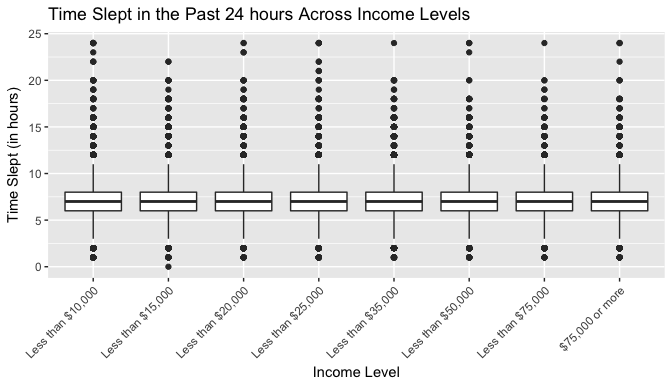 Time Slept in the Past 24 hours Across Income Levels
Time Slept (in hours)
25
20
15
10
5
0
Less than $10,000
Less than $15,000
Less than $20,000
Less than $25,000
Less than $35,000
Less than $50,000
Less than $75,000
$75,000 or more
Income Level